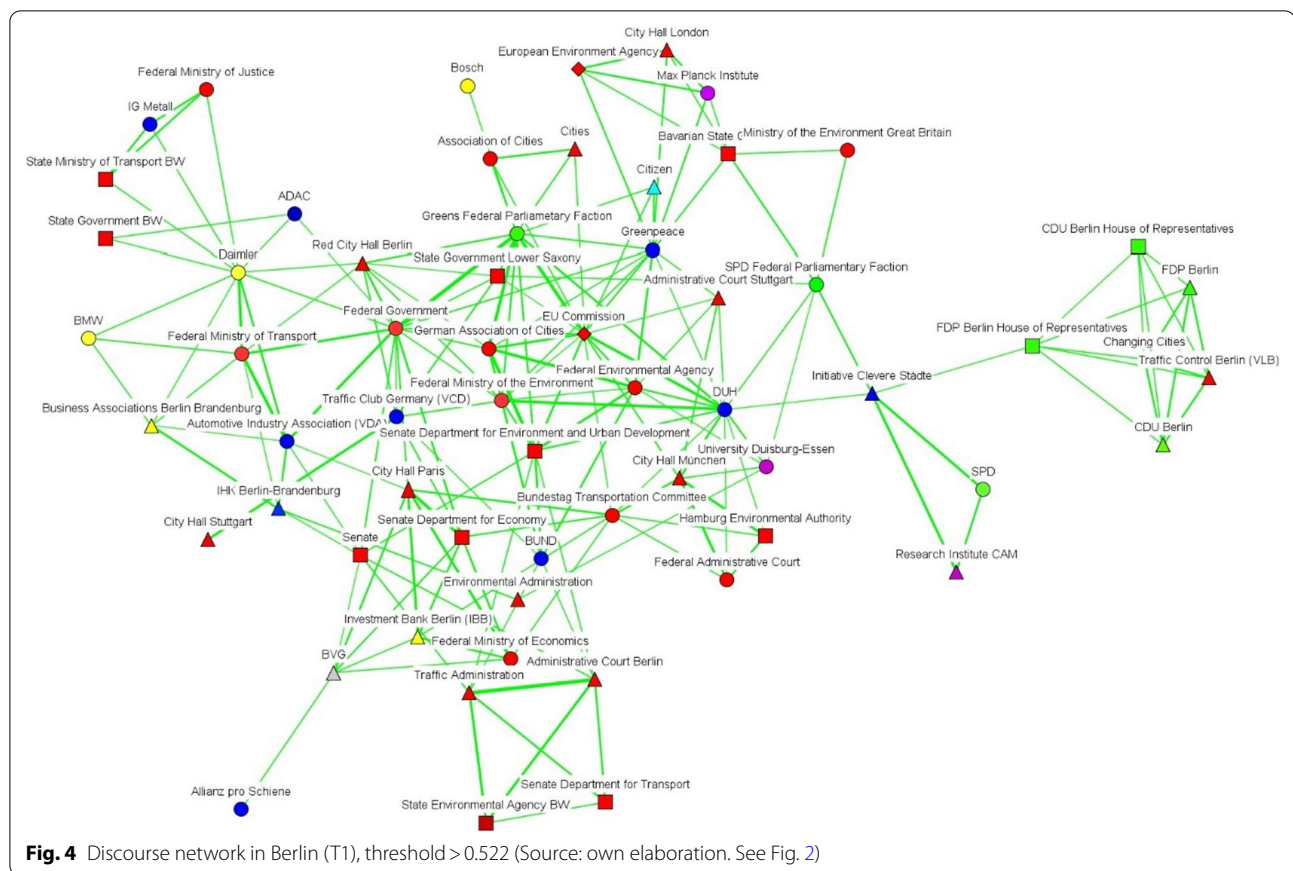 City Hall London
European Environment Agency
Bosch
Max Planck Institute
Federal Ministry of Justice
IG Metall
Cities
Association of Cities
Bavarian State
Ministry of the Environment Great Britain
State Ministry of Transport BW
Citizen
ADAC
State Government BW
Greens Federal Parliametary Faction
Greenpeace
CDU Berlin House of Representatives
Red City Hall Berlin
Daimler
State Government Lower Saxony
SPD Federal Parliamentary Faction
FDP Berlin
Administrative Court Stuttgart
Federal Government
EU Commission
BMW
German Association of Cities
FDP Berlin House of Representatives
Federal Ministry of Transport
Changing Cities
Traffic Control Berlin (VLB)
Federal Environmental Agency
Federal Ministry of the Environment
Initiative Clevere Städte
DUH
Traffic Club Germany (VCD)
Business Associations Berlin Brandenburg
Automotive Industry Association (VDA)
CDU Berlin
Senate Department for Environment and Urban Development
University Duisburg-Essen
City Hall München
City Hall Paris
SPD
IHK Berlin-Brandenburg
Bundestag Transportation Committee
City Hall Stuttgart
Senate Department for Economy
Hamburg Environmental Authority
Senate
BUND
Research Institute CAM
Federal Administrative Court
Environmental Administration
Investment Bank Berlin (IBB)
Federal Ministry of Economics
BVG
Administrative Court Berlin
Traffic Administration
Senate Department for Transport
Allianz pro Schiene
State Environmental Agency BW
Fig. 4 Discourse network in Berlin (T1), threshold > 0.522 (Source: own elaboration. See Fig. 2)